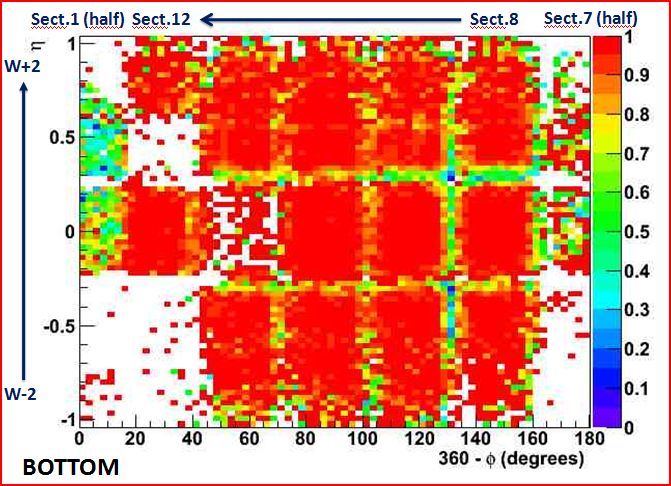 Sect.1 (half) Sect.12 Sect.8 Sect.7 (half)
η
W+2
W-2
1
0.5
0
-0.5
-1
0 20 40 60 80 100 120 140 160 180
360 - ϕ (degrees)
1
0.9
0.8
0.7
0.6
0.5
0.4
0.3
0.2
0.1
0
BOTTOM